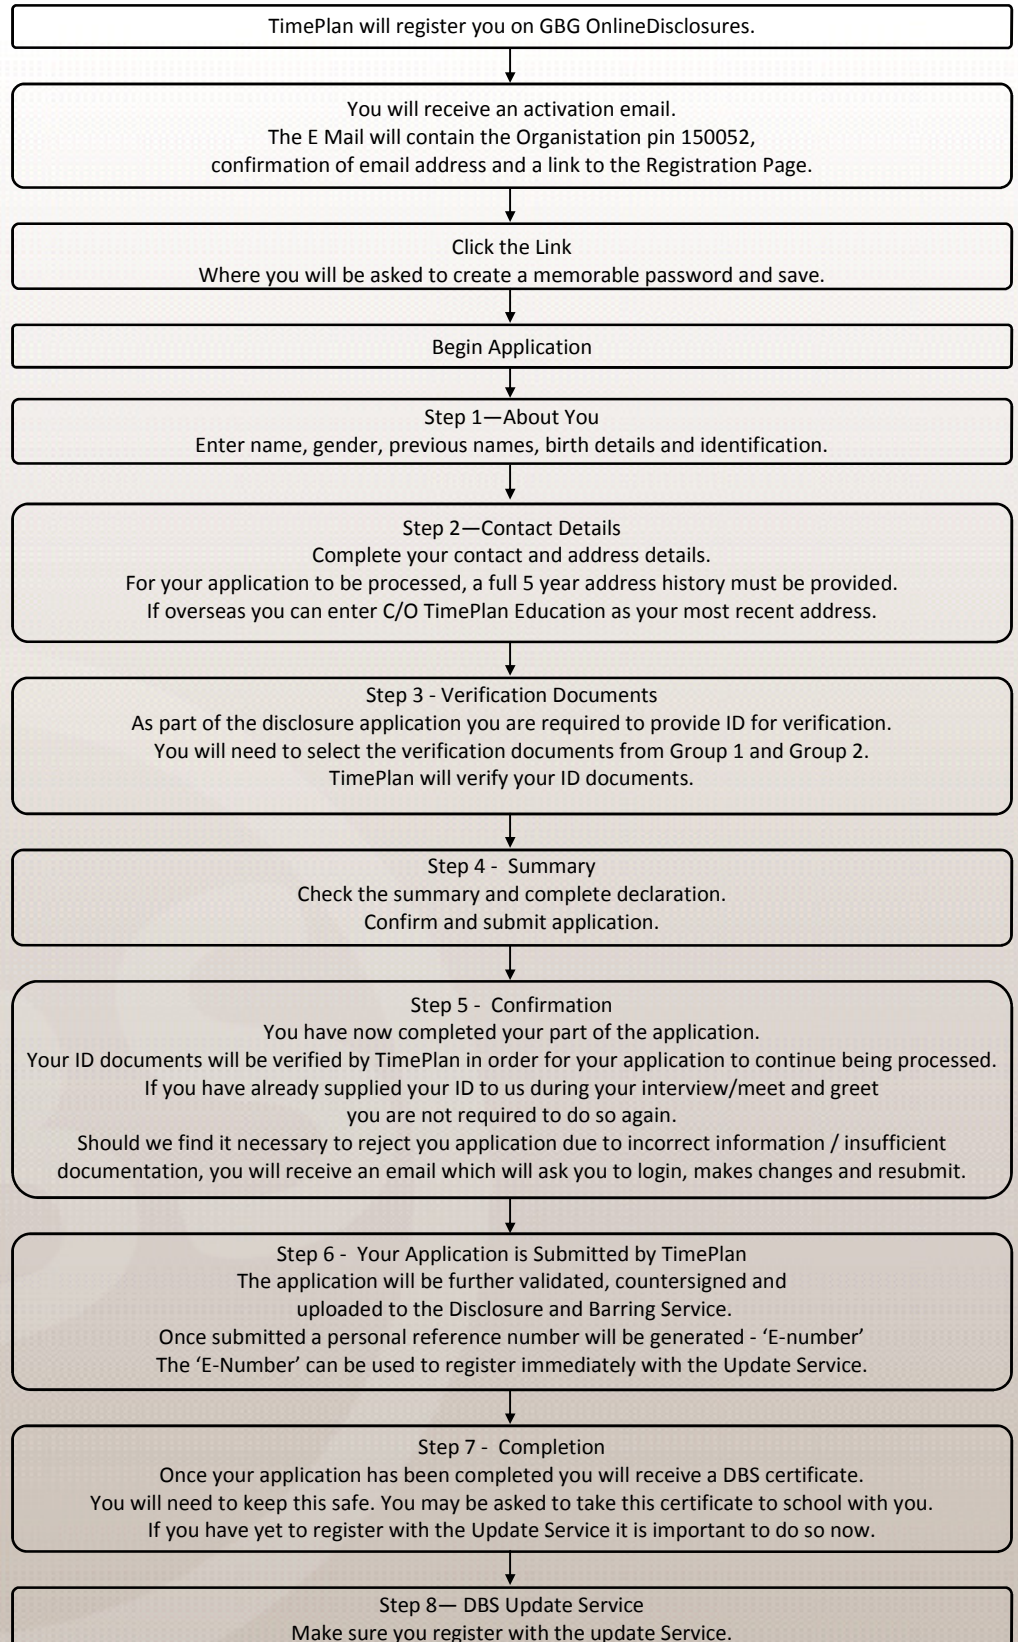 TimePlan will register you on GBG OnlineDisclosures.
You will receive an activation email.
The E Mail will contain the Organistation pin 150052,
confirmation of email address and a link to the Registration Page.
Click the Link
Where you will be asked to create a memorable password and save.
Begin Application
Step 1—About You
Enter name, gender, previous names, birth details and identification.
Step 2—Contact Details
Complete your contact and address details.
For your application to be processed, a full 5 year address history must be provided.
If overseas you can enter C/O TimePlan Education as your most recent address.
Step 3 - Verification Documents
As part of the disclosure application you are required to provide ID for verification.
You will need to select the verification documents from Group 1 and Group 2.
TimePlan will verify your ID documents.
Step 4 - Summary
Check the summary and complete declaration.
Confirm and submit application.
Step 5 - Confirmation
You have now completed your part of the application.
Your ID documents will be verified by TimePlan in order for your application to continue being processed.
If you have already supplied your ID to us during your interview/meet and greet
you are not required to do so again.
Should we find it necessary to reject you application due to incorrect information / insufficient
documentation, you will receive an email which will ask you to login, makes changes and resubmit.
Step 6 - Your Application is Submitted by TimePlan
The application will be further validated, countersigned and
uploaded to the Disclosure and Barring Service.
Once submitted a personal reference number will be generated - ‘E-number’
The ‘E-Number’ can be used to register immediately with the Update Service.
Step 7 - Completion
Once your application has been completed you will receive a DBS certificate.
You will need to keep this safe. You may be asked to take this certificate to school with you.
If you have yet to register with the Update Service it is important to do so now.
Step 8— DBS Update Service
Make sure you register with the update Service.